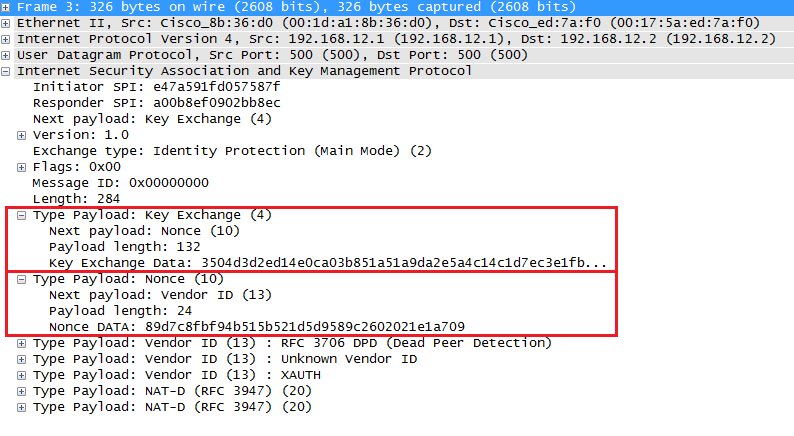 Frame 3: 326 bytes on wire (2608 bits), 326 bytes captured (2608 bits)
Ethernet II, Src: Cisco_8b:36:d0 (00:1d:a1:8b:36:d0), Dst: Cisco_ed:7a:f0 (00:17:5a:ed:7a:f0)
Internet Protocol Version 4, Src: 192.168.12.1 (192.168.12.1), Dst: 192.168.12.2 (192.168.12.2)
User Datagram Protocol, Src Port: 500 (500), Dst Port: 500 (500)
Internet Security Association and Key Management Protocol
Initiator SPI: e47a591fd057587f
Responder SPI: a00b8ef0902bb8ec
Next payload: Key Exchange (4)
Version: 1.0
Exchange type: Identity Protection (Main Mode) (2)
Flags: 0x00
Message ID: 0x00000000
Length: 284
Type Payload: Key Exchange (4)
Next payload: Nonce (10)
Payload length: 132
Key Exchange Data: 3504d3d2ed14e0ca03b851a51a9da2e5a4c14c1d7ec3e1fb...
Type Payload: Nonce (10)
Next payload: Vendor ID (13)
Payload length: 24
Nonce DATA: 89d7c8fbf94b515b521d5d9589c2602021e1a709
Type Payload: Vendor ID (13) : RFC 3706 DPD (Dead Peer Detection)
Type Payload: Vendor ID (13) : Unknown Vendor ID
Type Payload: Vendor ID (13) : XAUTH
Type Payload: NAT-D (RFC 3947) (20)
Type Payload: NAT-D (RFC 3947) (20)